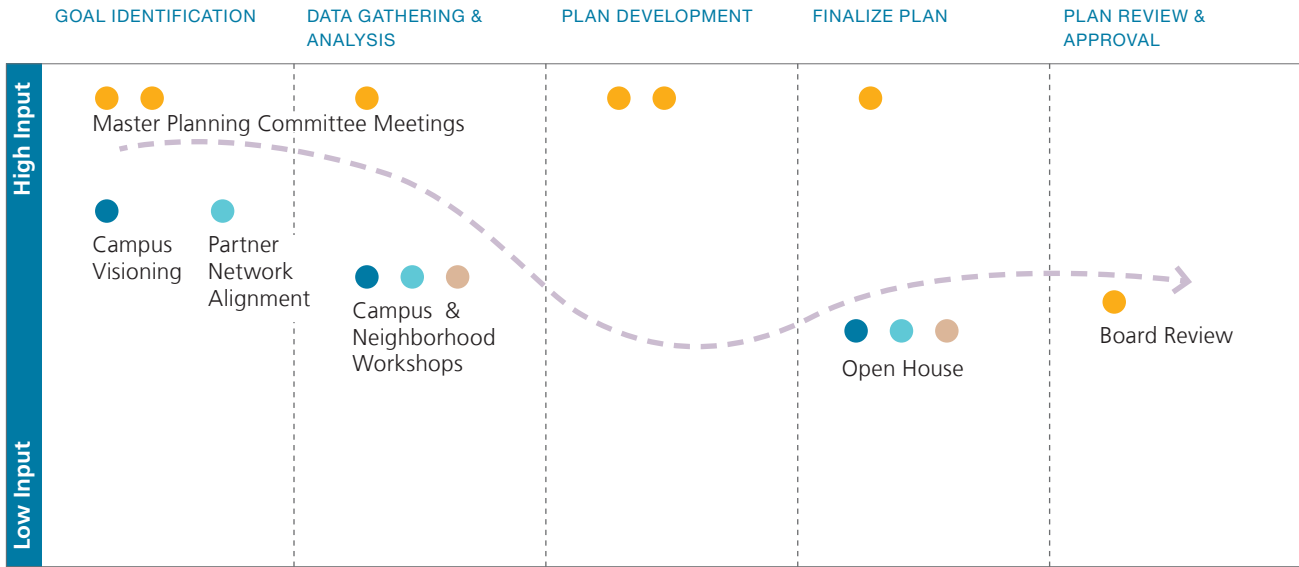 GOAL IDENTIFICATION
DATA GATHERING &
ANALYSIS
PLAN DEVELOPMENT
FINALIZE PLAN
PLAN REVIEW &
APPROVAL
High Input
Low Input
Master Planning Committee Meetings
Campus
Visioning
Partner
Network
Alignment
Campus &
Neighborhood
Workshops
Open House
Board Review